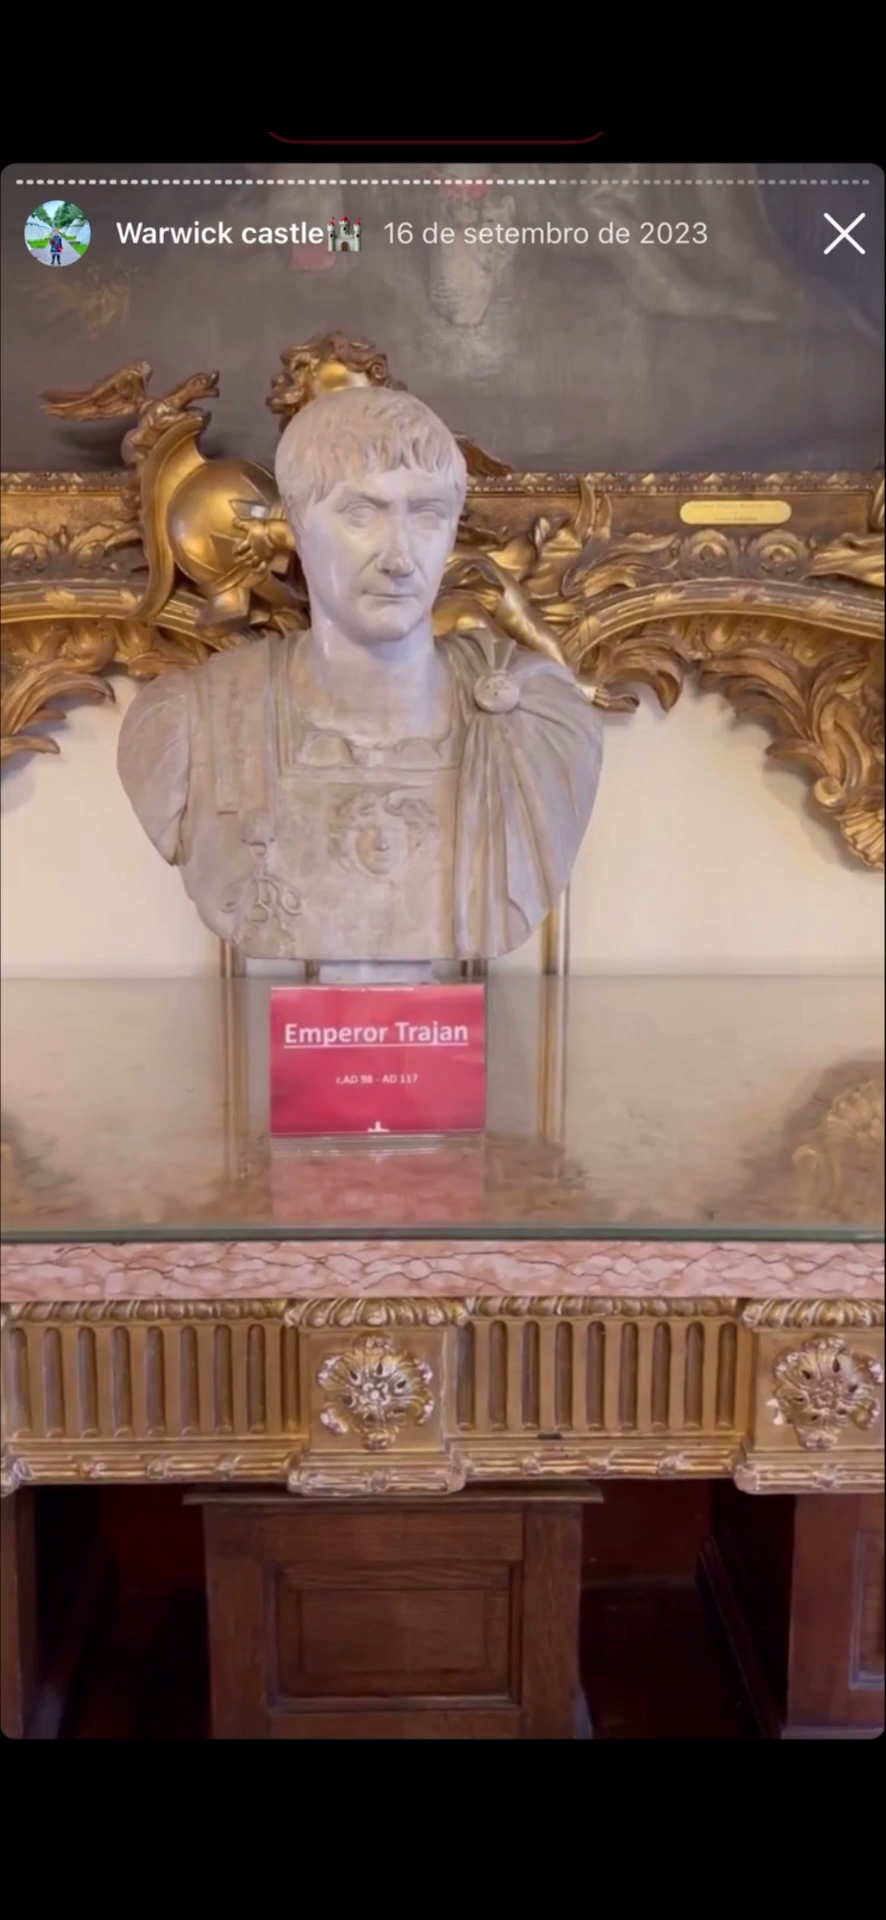 Warwick castle🏰 16 de setembro de 2023
Emperor Trajan
r.AD 98 - AD 117